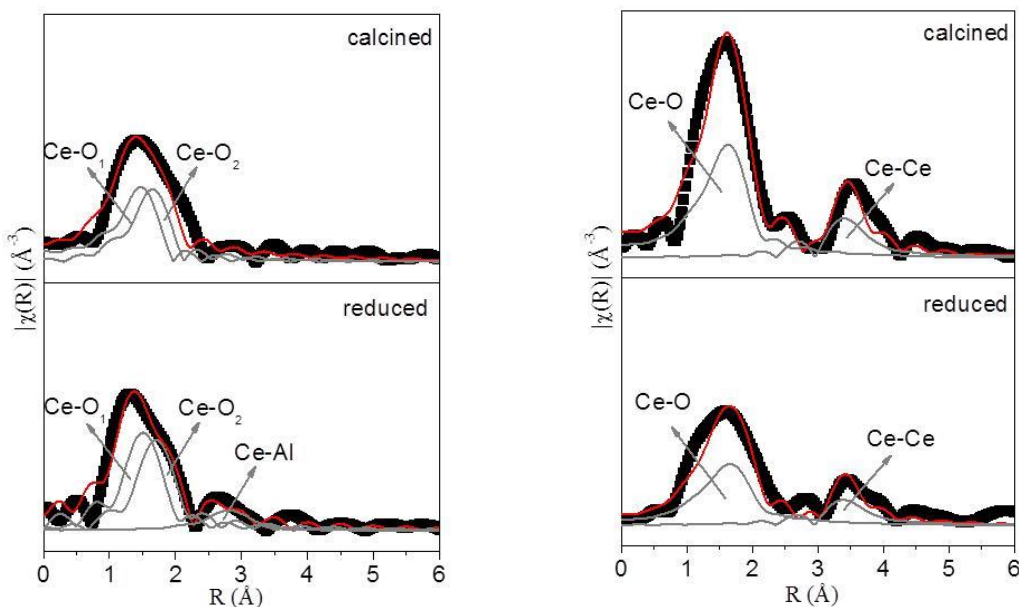 calcined
Ce-O₁
Ce-O₂
reduced
Ce-O₁
Ce-O₂
Ce-Al
|χ(R)| (Å⁻³)
0 1 2 3 4 5 6
R (Å)
calcined
Ce-O
Ce-Ce
reduced
Ce-O
Ce-Ce
|χ(R)| (Å⁻³)
0 1 2 3 4 5 6
R (Å)